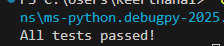 ns\ms-python.debugpy-2025.
All tests passed!